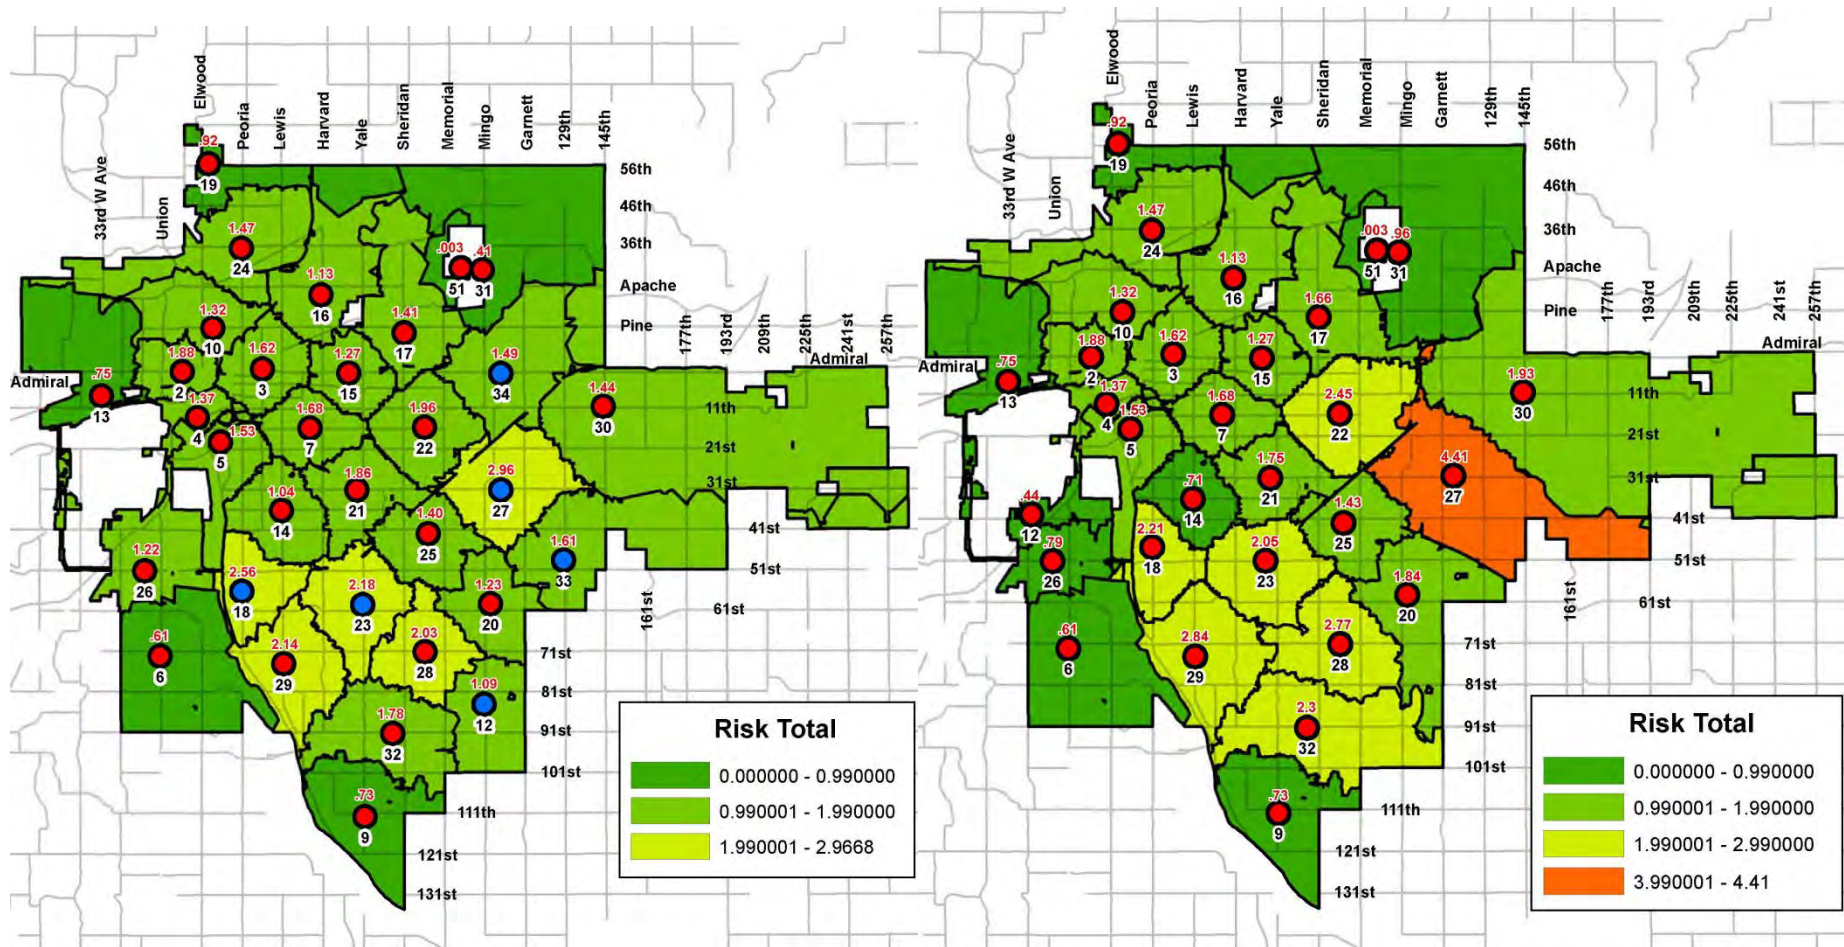 Elwood
Peoria
Lewis
Harvard
Yale
Sheridan
Memorial
Mingo
Garnett
129th
145th
33rd W Ave
Union
.92
19
56th
46th
36th
Apache
Pine
1.47
24
.003
.41
51
31
1.13
16
1.32
10
1.41
17
177th
193rd
209th
225th
241st
257th
Admiral
1.88
2
1.62
3
1.27
15
1.49
34
Admiral
.75
13
1.37
4
1.53
5
1.68
7
1.96
22
1.44
30
11th
21st
31st
41st
51st
1.04
14
1.86
21
2.96
27
1.40
25
1.61
33
1.22
26
2.56
18
2.18
23
1.23
20
161st
61st
.61
6
2.14
29
2.03
28
71st
81st
91st
101st
1.09
12
1.78
32
.73
9
111th
121st
131st
Risk Total
0.000000 - 0.990000
0.990001 - 1.990000
1.990001 - 2.9668
Elwood
Peoria
Lewis
Harvard
Yale
Sheridan
Memorial
Mingo
Garnett
129th
145th
33rd W Ave
Union
.92
19
56th
46th
36th
Apache
Pine
1.47
24
.003
.96
51
31
1.13
16
1.32
10
1.66
17
177th
193rd
209th
225th
241st
257th
Admiral
1.88
2
1.62
3
1.27
15
Admiral
.75
13
1.37
4
1.53
5
1.68
7
2.45
22
1.93
30
11th
21st
31st
41st
51st
.71
14
1.75
21
4.41
27
.44
12
.79
26
2.21
18
2.05
23
1.43
25
1.84
20
161st
61st
.61
6
2.84
29
2.77
28
71st
81st
91st
101st
2.3
32
.73
9
111th
121st
131st
Risk Total
0.000000 - 0.990000
0.990001 - 1.990000
1.990001 - 2.990000
3.990001 - 4.41